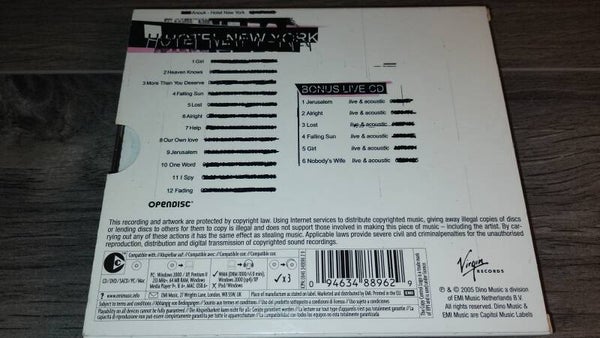 Anouk - Hotel New York
HOTEL NEW YORK
1 Girl
2 Heaven Knows
3 More Than You Deserve
4 Falling Sun
5 Lost
6 Alright
7 Help
8 Our Own love
9 Jerusalem
10 One Word
11 I Spy
12 Fading
BONUS LIVE CD
1 Jerusalem live & acoustic
2 Alright live & acoustic
3 Lost live & acoustic
4 Falling Sun live & acoustic
5 Girl live & acoustic
6 Nobody's Wife live & acoustic
OPENDISC
This recording and artwork are protected by copyright law. Using Internet services to distribute copyrighted music, giving away illegal copies of discs
or lending discs to others for them to copy is illegal and does not support those involved in making this piece of music – including the artist. By car-
rying out any of these actions it has the same effect as stealing music. Applicable laws provide severe civil and criminalpenalties for the unauthorised
reproduction, distribution and digital transmission of copyrighted sound recordings.
CD/DVD/SACD/PC/Mac
x 3
0 94634 88962 9
Virgin
RECORDS
℗ & © 2005 Dino Music a division
of EMI Music Netherlands B.V.
All rights reserved. Dino Music &
EMI Music are Capitol Music Labels